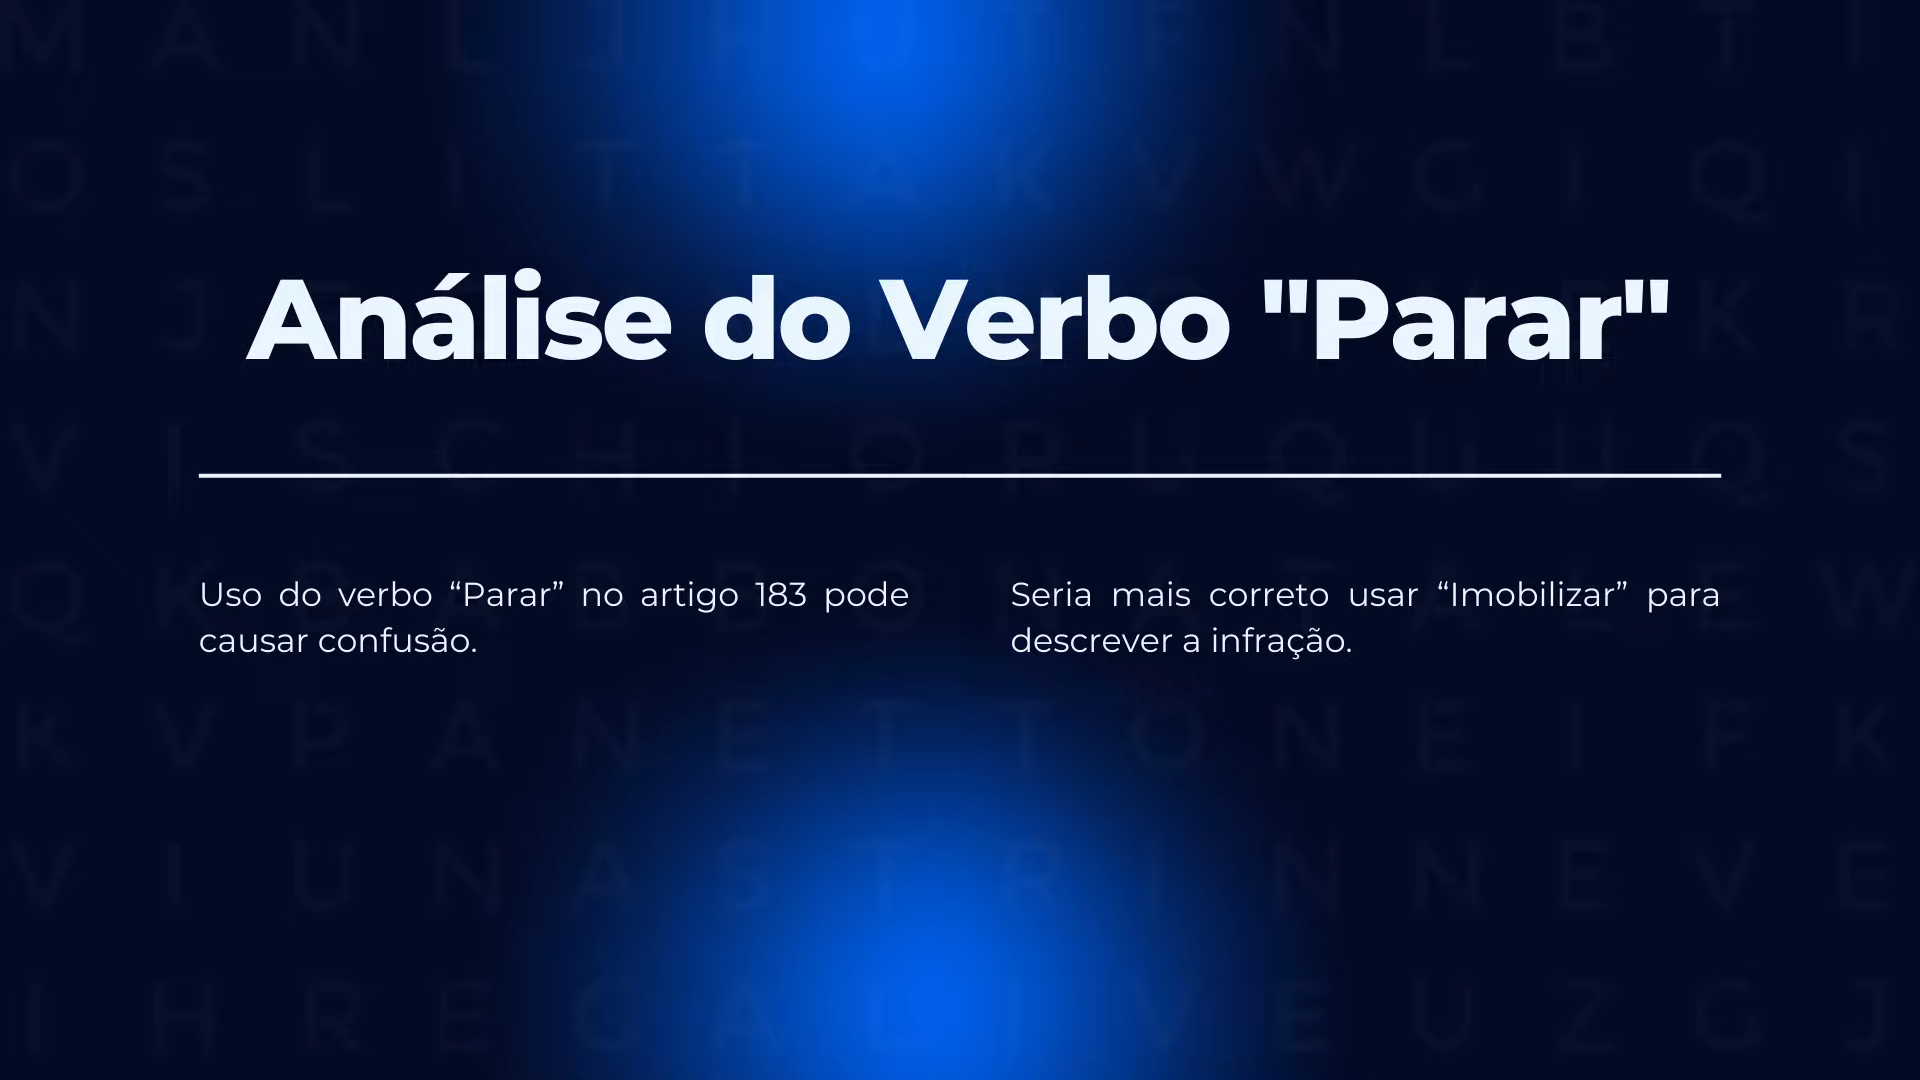 Análise do Verbo "Parar"
Uso do verbo “Parar” no artigo 183 pode
causar confusão.
Seria mais correto usar “Imobilizar” para
descrever a infração.